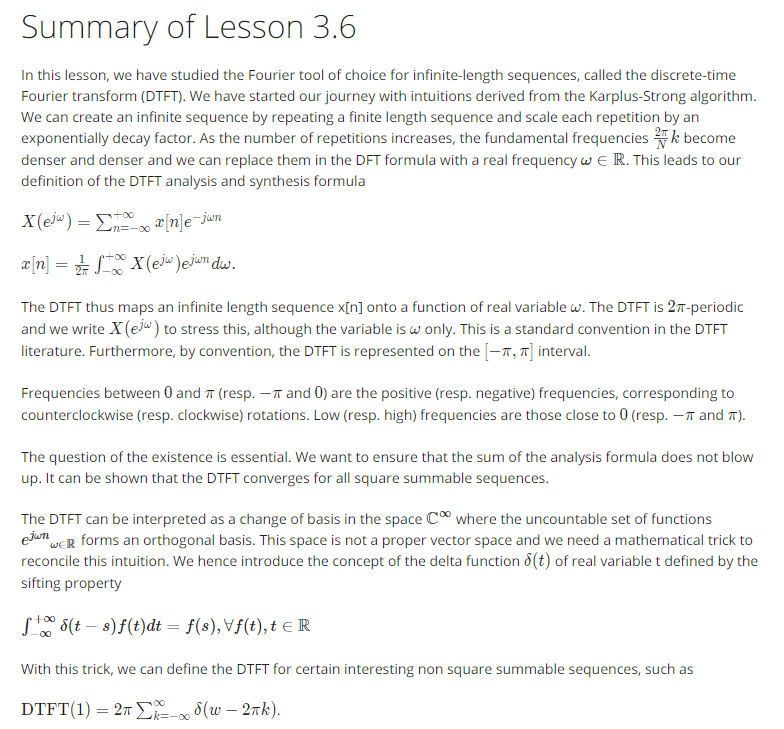 Summary of Lesson 3.6
In this lesson, we have studied the Fourier tool of choice for infinite-length sequences, called the discrete-time
Fourier transform (DTFT). We have started our journey with intuitions derived from the Karplus-Strong algorithm.
We can create an infinite sequence by repeating a finite length sequence and scale each repetition by an
exponentially decay factor. As the number of repetitions increases, the fundamental frequencies $\frac{2\pi}{N}k$ become
denser and denser and we can replace them in the DFT formula with a real frequency $\omega \in \mathbb{R}$. This leads to our
definition of the DTFT analysis and synthesis formula
$X(e^{j\omega}) = \sum_{n=-\infty}^{+\infty} x[n]e^{-j\omega n}$
$x[n] = \frac{1}{2\pi} \int_{-\infty}^{+\infty} X(e^{j\omega})e^{j\omega n} d\omega.$
The DTFT thus maps an infinite length sequence x[n] onto a function of real variable $\omega$. The DTFT is $2\pi$-periodic
and we write $X(e^{j\omega})$ to stress this, although the variable is $\omega$ only. This is a standard convention in the DTFT
literature. Furthermore, by convention, the DTFT is represented on the $[-\pi, \pi]$ interval.
Frequencies between $0$ and $\pi$ (resp. $-\pi$ and $0$) are the positive (resp. negative) frequencies, corresponding to
counterclockwise (resp. clockwise) rotations. Low (resp. high) frequencies are those close to $0$ (resp. $-\pi$ and $\pi$).
The question of the existence is essential. We want to ensure that the sum of the analysis formula does not blow
up. It can be shown that the DTFT converges for all square summable sequences.
The DTFT can be interpreted as a change of basis in the space $\mathbb{C}^{\infty}$ where the uncountable set of functions
$e^{j\omega n}{}_{\omega \in \mathbb{R}}$ forms an orthogonal basis. This space is not a proper vector space and we need a mathematical trick to
reconcile this intuition. We hence introduce the concept of the delta function $\delta(t)$ of real variable t defined by the
sifting property
$\int_{-\infty}^{+\infty} \delta(t-s)f(t)dt = f(s), \forall f(t), t \in \mathbb{R}$
With this trick, we can define the DTFT for certain interesting non square summable sequences, such as
$\mathrm{DTFT}(1) = 2\pi \sum_{k=-\infty}^{\infty} \delta(w - 2\pi k).$